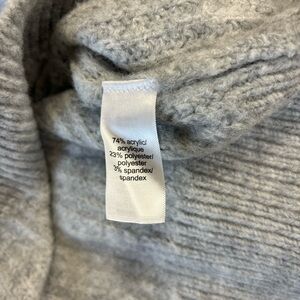 74% acrylic/
acrylique
23% polyester/
polyester
3% spandex/
spandex